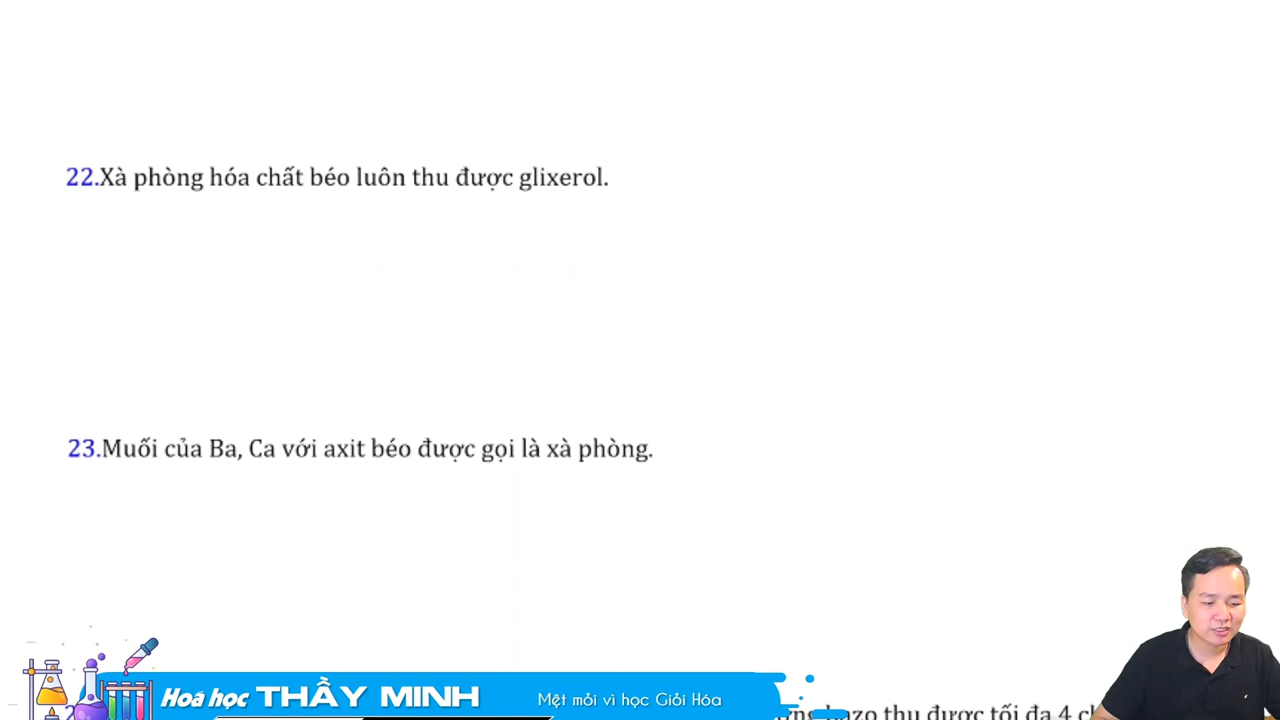 22.Xà phòng hóa chất béo luôn thu được glixerol.
23.Muối của Ba, Ca với axit béo được gọi là xà phòng.
Hoá học THẦY MINH
Mệt mỏi vì học Giỏi Hóa
thu được tối đa 4